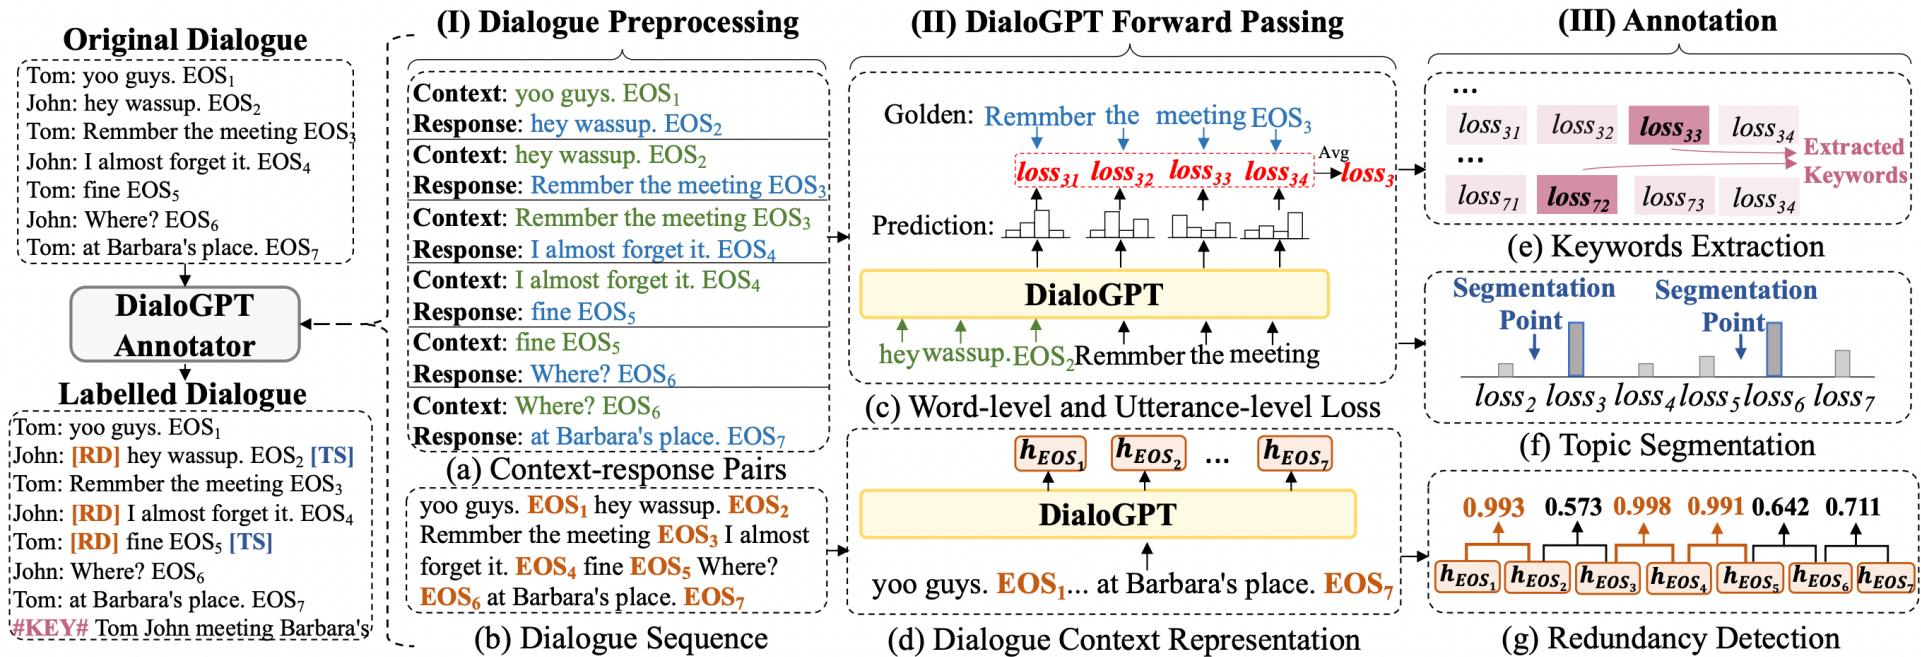 Original Dialogue
Tom: yoo guys. EOS1
John: hey wassup. EOS2
Tom: Remmber the meeting EOS3
John: I almost forget it. EOS4
Tom: fine EOS5
John: Where? EOS6
Tom: at Barbara's place. EOS7
DialoGPT
Annotator
Labelled Dialogue
Tom: yoo guys. EOS1
John: [RD] hey wassup. EOS2 [TS]
Tom: Remmber the meeting EOS3
John: [RD] I almost forget it. EOS4
Tom: [RD] fine EOS5 [TS]
John: Where? EOS6
Tom: at Barbara's place. EOS7
#KEY# Tom John meeting Barbara's
(I) Dialogue Preprocessing
Context: yoo guys. EOS1
Response: hey wassup. EOS2
Context: hey wassup. EOS2
Response: Remmber the meeting EOS3
Context: Remmber the meeting EOS3
Response: I almost forget it. EOS4
Context: I almost forget it. EOS4
Response: fine EOS5
Context: fine EOS5
Response: Where? EOS6
Context: Where? EOS6
Response: at Barbara's place. EOS7
(a) Context-response Pairs
yoo guys. EOS1 hey wassup. EOS2
Remmber the meeting EOS3 I almost
forget it. EOS4 fine EOS5 Where?
EOS6 at Barbara's place. EOS7
(b) Dialogue Sequence
(II) DialoGPT Forward Passing
Golden: Remmber the meeting EOS3
loss31 loss32 loss33 loss34 Avg loss3
Prediction:
DialoGPT
hey wassup. EOS2 Remmber the meeting
(c) Word-level and Utterance-level Loss
hEOS1 hEOS2 ... hEOS7
DialoGPT
yoo guys. EOS1... at Barbara's place. EOS7
(d) Dialogue Context Representation
(III) Annotation
...
loss31 loss32 loss33 loss34
...
Extracted
Keywords
loss71 loss72 loss73 loss34
(e) Keywords Extraction
Segmentation Point
Segmentation Point
loss2 loss3 loss4 loss5 loss6 loss7
(f) Topic Segmentation
0.993 0.573 0.998 0.991 0.642 0.711
hEOS1 hEOS2 hEOS3 hEOS4 hEOS5 hEOS6 hEOS7
(g) Redundancy Detection